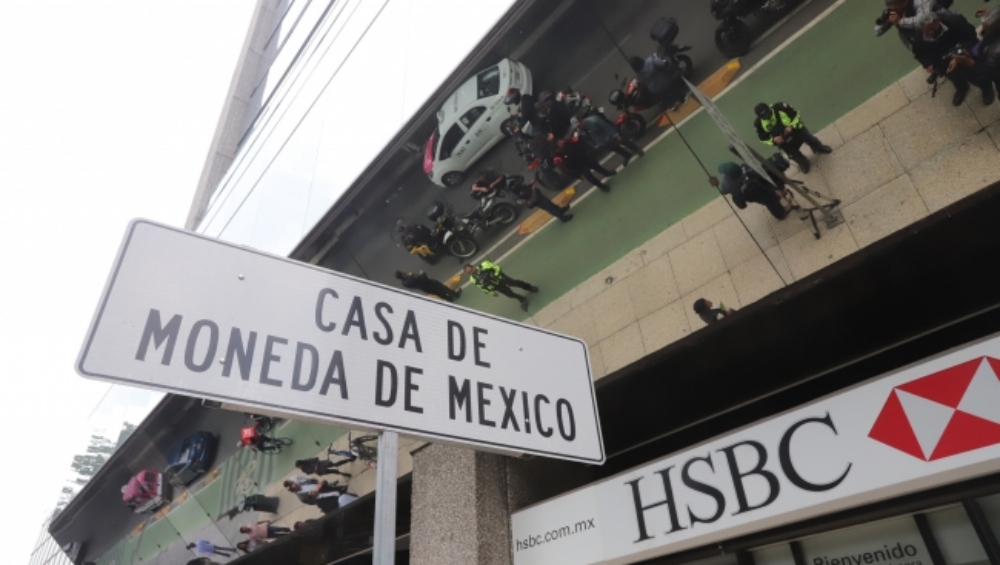 CASA DE
MONEDA DE MEXICO
hsbc.com.mx
HSBC
Bienvenido